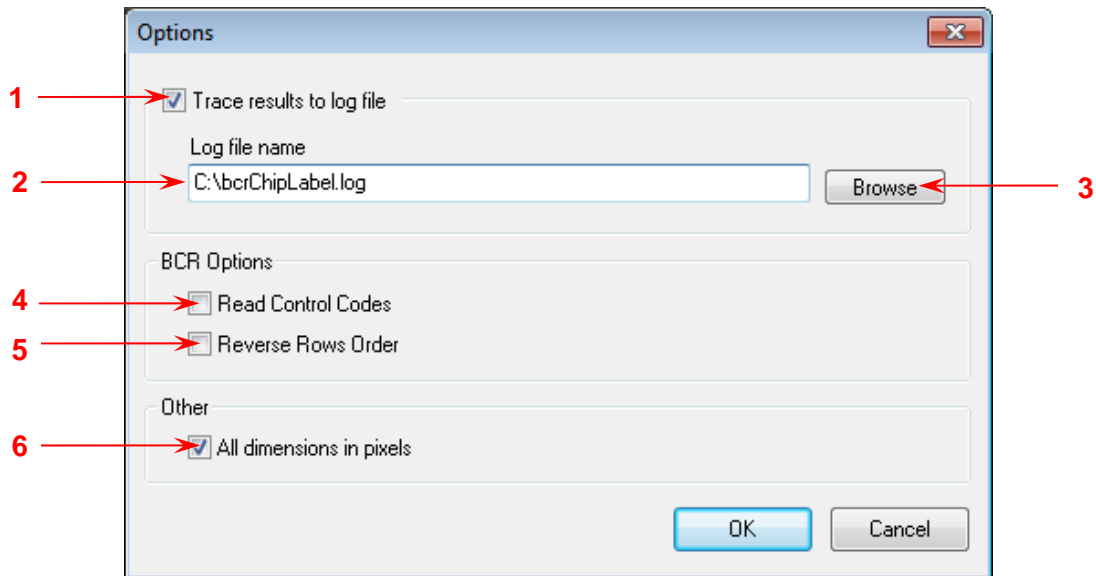 Options
1 Trace results to log file
Log file name
2 C:\bcrChipLabel.log Browse 3
BCR Options
4 Read Control Codes
5 Reverse Rows Order
Other
6 All dimensions in pixels
OK Cancel